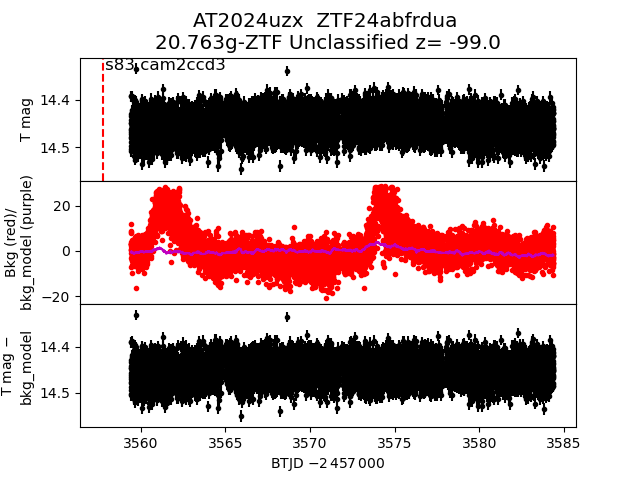 AT2024uzx  ZTF24abfrdua
20.763g-ZTF Unclassified z= -99.0
s83 cam2ccd3
T mag
14.4
14.5
Bkg (red)/
bkg_model (purple)
20
0
−20
T mag −
bkg_model
14.4
14.5
3560
3565
3570
3575
3580
3585
BTJD −2 457 000